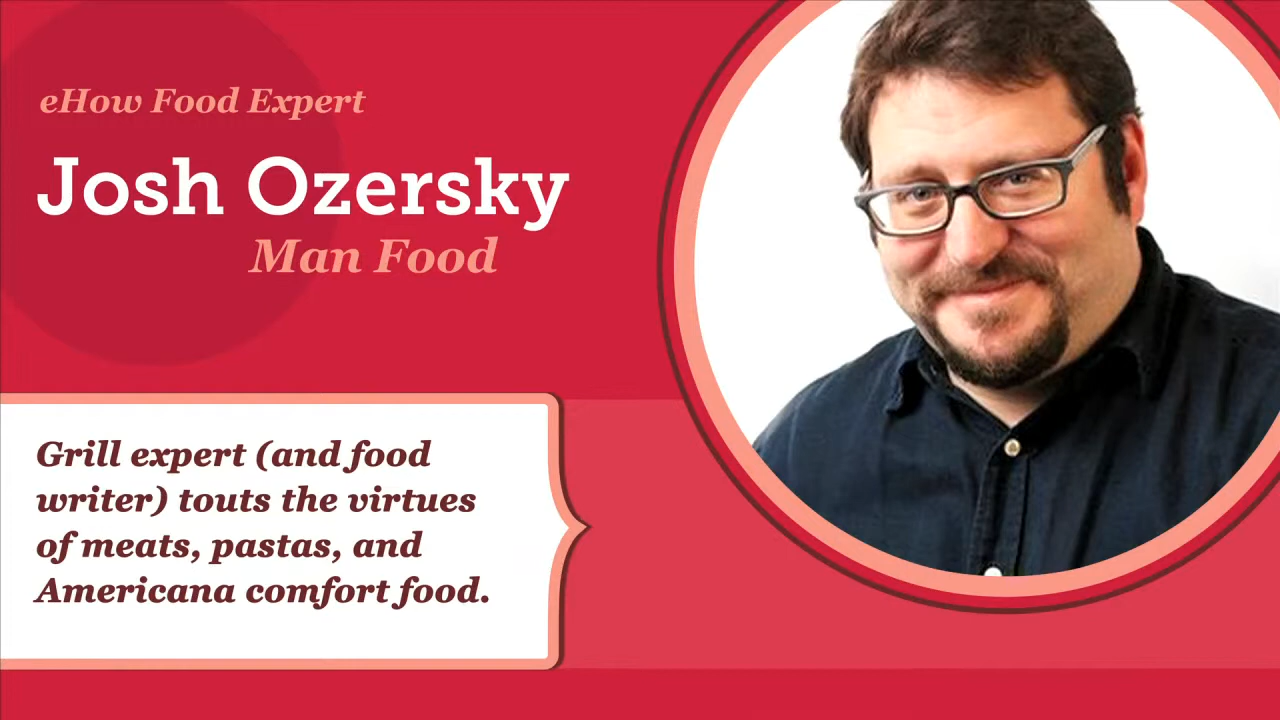 eHow Food Expert
Josh Ozersky
Man Food
Grill expert (and food
writer) touts the virtues
of meats, pastas, and
Americana comfort food.